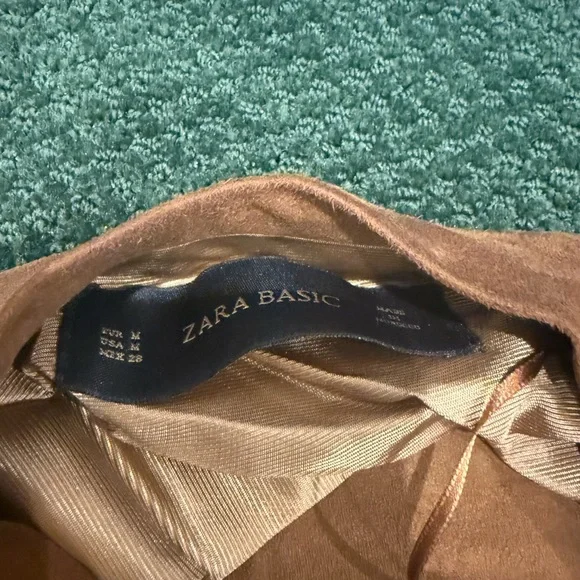 EUR M
USA M
MEX 28
ZARA BASIC
MADE
IN
MOROCCO